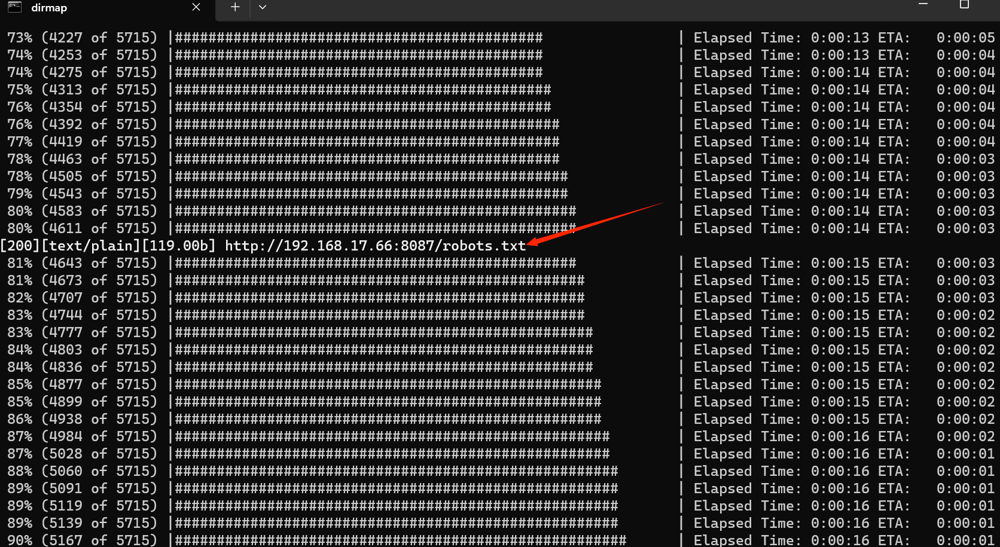 dirmap
73% (4227 of 5715) |############################################ | Elapsed Time: 0:00:13 ETA: 0:00:05
74% (4253 of 5715) |############################################ | Elapsed Time: 0:00:13 ETA: 0:00:04
74% (4275 of 5715) |############################################ | Elapsed Time: 0:00:14 ETA: 0:00:04
75% (4313 of 5715) |############################################# | Elapsed Time: 0:00:14 ETA: 0:00:04
76% (4354 of 5715) |############################################# | Elapsed Time: 0:00:14 ETA: 0:00:04
76% (4392 of 5715) |############################################## | Elapsed Time: 0:00:14 ETA: 0:00:04
77% (4419 of 5715) |############################################## | Elapsed Time: 0:00:14 ETA: 0:00:04
78% (4463 of 5715) |############################################## | Elapsed Time: 0:00:14 ETA: 0:00:03
78% (4505 of 5715) |############################################### | Elapsed Time: 0:00:14 ETA: 0:00:03
79% (4543 of 5715) |############################################### | Elapsed Time: 0:00:14 ETA: 0:00:03
80% (4583 of 5715) |################################################ | Elapsed Time: 0:00:14 ETA: 0:00:03
80% (4611 of 5715) |################################################ | Elapsed Time: 0:00:14 ETA: 0:00:03
[200][text/plain][119.00b] http://192.168.17.66:8087/robots.txt
81% (4643 of 5715) |################################################ | Elapsed Time: 0:00:15 ETA: 0:00:03
81% (4673 of 5715) |################################################# | Elapsed Time: 0:00:15 ETA: 0:00:03
82% (4707 of 5715) |################################################# | Elapsed Time: 0:00:15 ETA: 0:00:03
83% (4744 of 5715) |################################################# | Elapsed Time: 0:00:15 ETA: 0:00:02
83% (4777 of 5715) |################################################## | Elapsed Time: 0:00:15 ETA: 0:00:02
84% (4803 of 5715) |################################################## | Elapsed Time: 0:00:15 ETA: 0:00:02
84% (4836 of 5715) |################################################## | Elapsed Time: 0:00:15 ETA: 0:00:02
85% (4877 of 5715) |################################################### | Elapsed Time: 0:00:15 ETA: 0:00:02
85% (4899 of 5715) |################################################### | Elapsed Time: 0:00:15 ETA: 0:00:02
86% (4938 of 5715) |################################################### | Elapsed Time: 0:00:15 ETA: 0:00:02
87% (4984 of 5715) |#################################################### | Elapsed Time: 0:00:16 ETA: 0:00:02
87% (5028 of 5715) |#################################################### | Elapsed Time: 0:00:16 ETA: 0:00:01
88% (5060 of 5715) |##################################################### | Elapsed Time: 0:00:16 ETA: 0:00:01
89% (5091 of 5715) |##################################################### | Elapsed Time: 0:00:16 ETA: 0:00:01
89% (5119 of 5715) |##################################################### | Elapsed Time: 0:00:16 ETA: 0:00:01
89% (5139 of 5715) |##################################################### | Elapsed Time: 0:00:16 ETA: 0:00:01
90% (5167 of 5715) |###################################################### | Elapsed Time: 0:00:16 ETA: 0:00:01